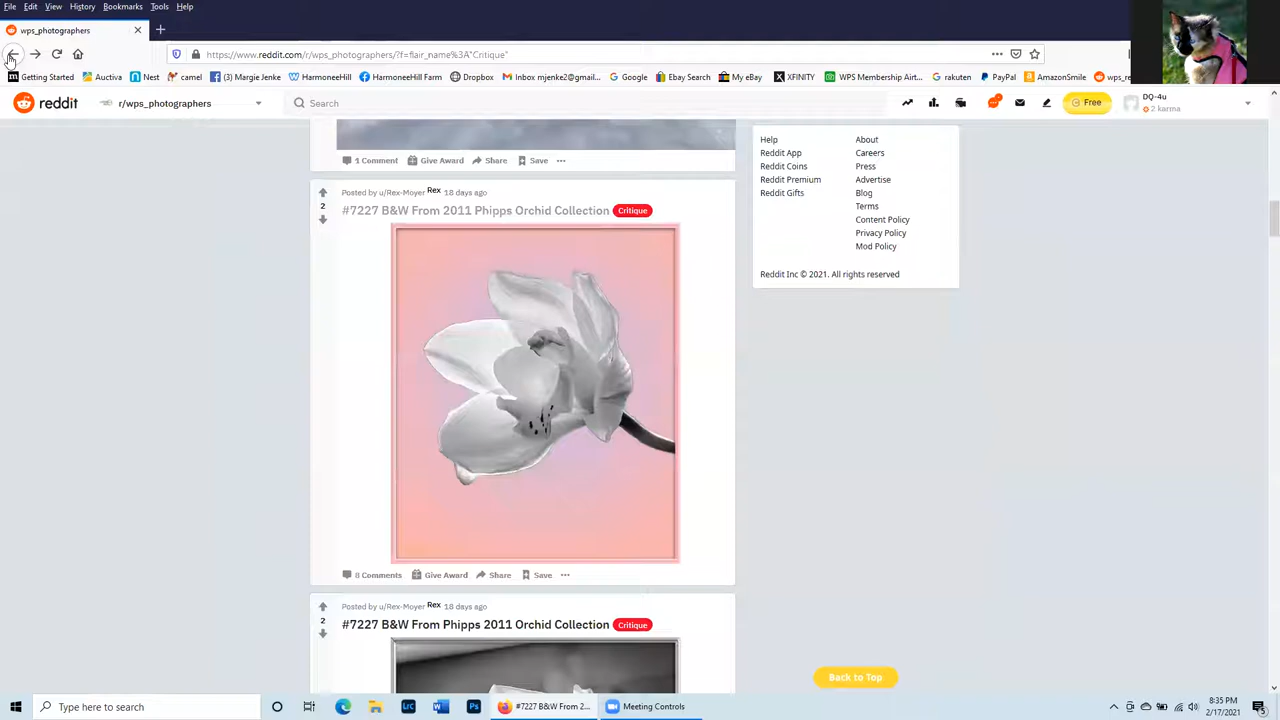 File Edit View History Bookmarks Tools Help
wps_photographers
https://www.reddit.com/r/wps_photographers/?f=flair_name%3A"Critique"
Getting Started Auctiva Nest camel (3) Margie Jenke HarmoneeHill HarmoneeHill Farm Dropbox Inbox mjenke2@gmail... Google Ebay Search My eBay XFINITY WPS Membership Airt... rakuten PayPal AmazonSmile wps_re
reddit r/wps_photographers Search Free DQ-4u
2 karma
1 Comment Give Award Share Save
Posted by u/Rex-Moyer Rex 18 days ago
2
#7227 B&W From 2011 Phipps Orchid Collection Critique
8 Comments Give Award Share Save
Posted by u/Rex-Moyer Rex 18 days ago
2
#7227 B&W From Phipps 2011 Orchid Collection Critique
Help About
Reddit App Careers
Reddit Coins Press
Reddit Premium Advertise
Reddit Gifts Blog
Terms
Content Policy
Privacy Policy
Mod Policy
Reddit Inc © 2021. All rights reserved
Back to Top
Type here to search
Lrc W Ps
#7227 B&W From 2... Meeting Controls
8:35 PM
2/17/2021
5